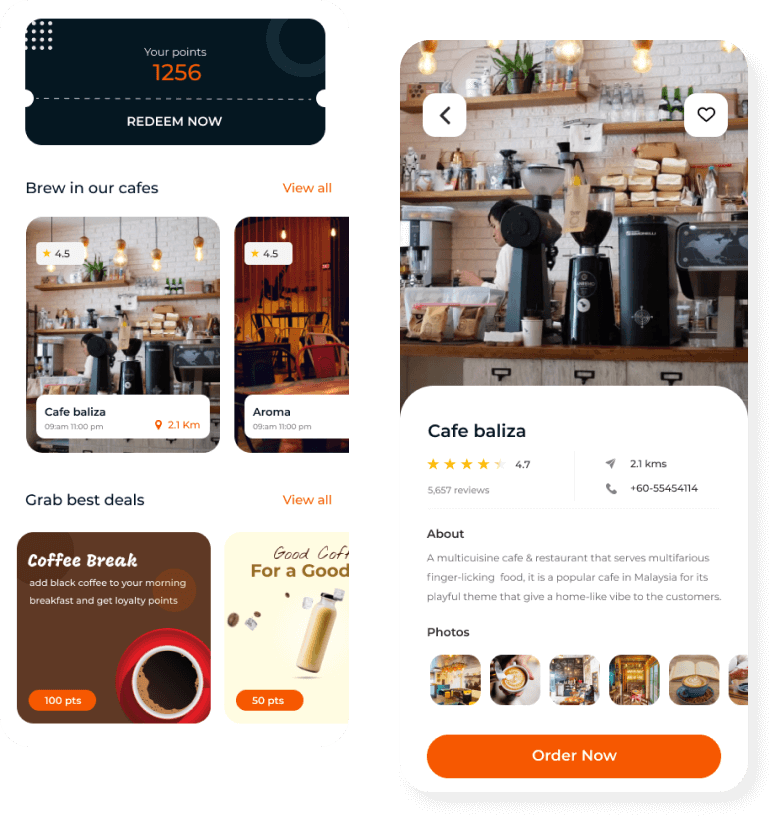 Your points
1256
REDEEM NOW
Brew in our cafes
View all
4.5
4.5
Cafe baliza
09:am 11:00 pm
2.1 Km
Aroma
09:am 11:00 pm
Grab best deals
View all
Coffee Break
add black coffee to your morning
breakfast and get loyalty points
100 pts
Good Coff
For a Good
50 pts
Cafe baliza
4.7
5,657 reviews
2.1 kms
+60-55454114
About
A multicuisine cafe & restaurant that serves multifarious
finger-licking food, it is a popular cafe in Malaysia for its
playful theme that give a home-like vibe to the customers.
Photos
Order Now